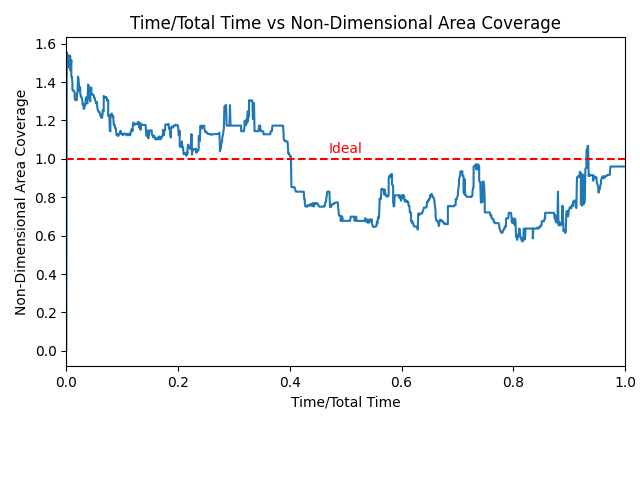 Time/Total Time vs Non-Dimensional Area Coverage
Non-Dimensional Area Coverage
1.6
1.4
1.2
1.0
0.8
0.6
0.4
0.2
0.0
Ideal
0.0 0.2 0.4 0.6 0.8 1.0
Time/Total Time